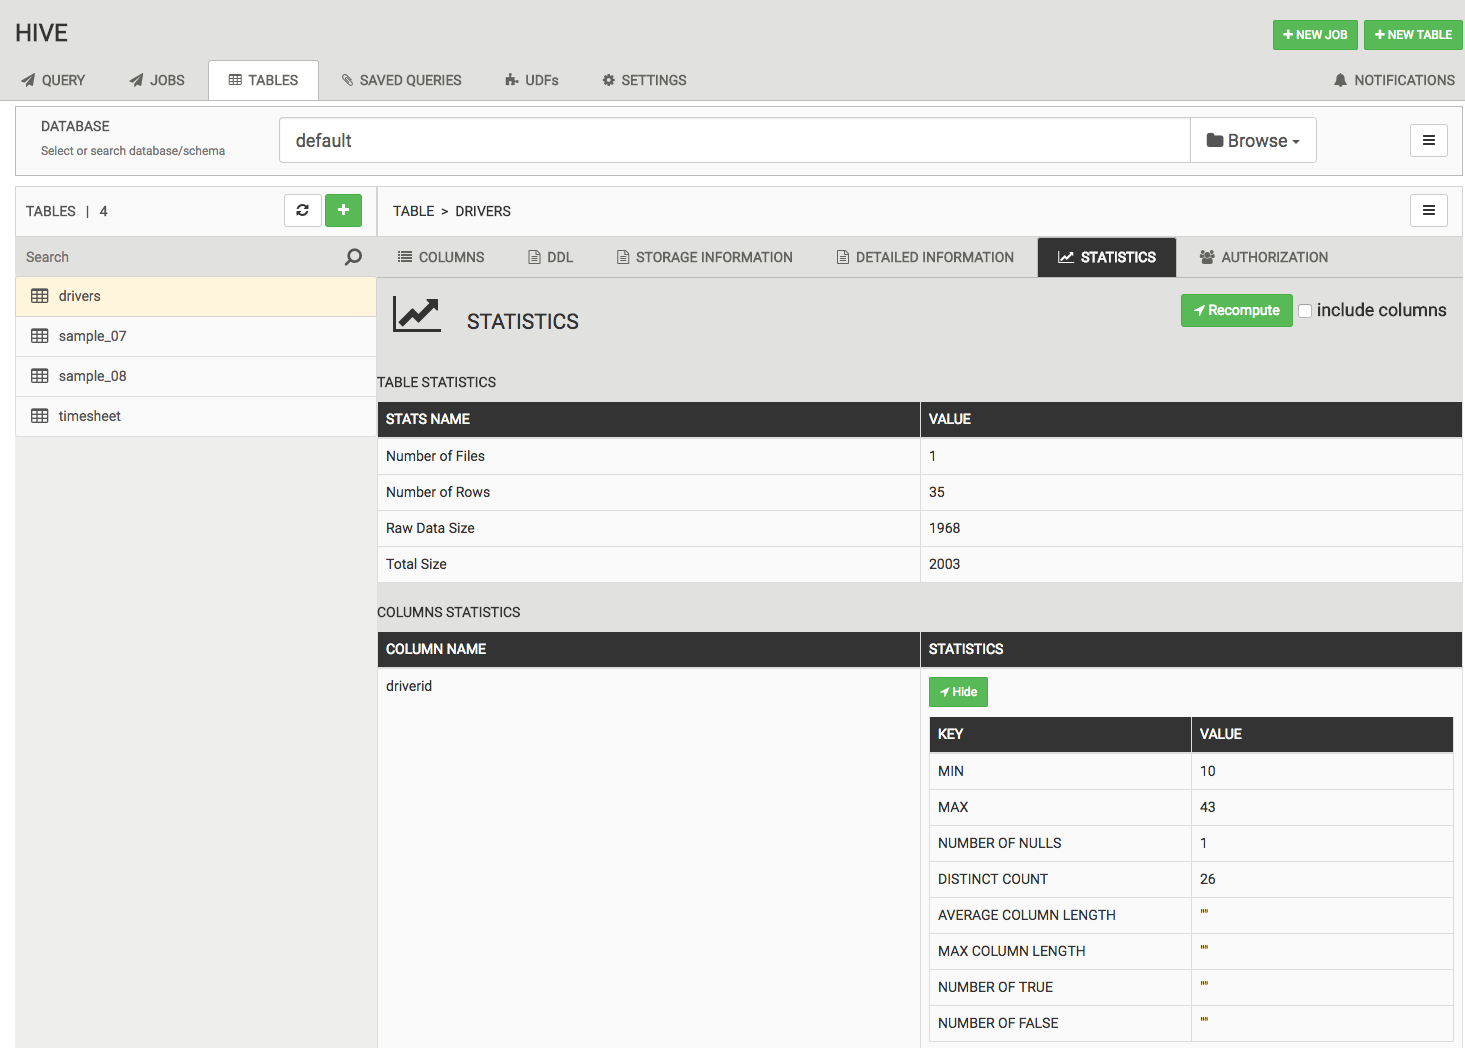 HIVE
NEW JOB
NEW TABLE
QUERY
JOBS
TABLES
SAVED QUERIES
UDFs
SETTINGS
NOTIFICATIONS
DATABASE
Select or search database/schema
default
Browse
TABLES | 4
Search
drivers
sample_07
sample_08
timesheet
TABLE > DRIVERS
COLUMNS
DDL
STORAGE INFORMATION
DETAILED INFORMATION
STATISTICS
AUTHORIZATION
STATISTICS
Recompute
include columns
TABLE STATISTICS
STATS NAME VALUE
Number of Files 1
Number of Rows 35
Raw Data Size 1968
Total Size 2003
COLUMNS STATISTICS
COLUMN NAME STATISTICS
driverid
Hide
KEY VALUE
MIN 10
MAX 43
NUMBER OF NULLS 1
DISTINCT COUNT 26
AVERAGE COLUMN LENGTH ""
MAX COLUMN LENGTH ""
NUMBER OF TRUE ""
NUMBER OF FALSE ""